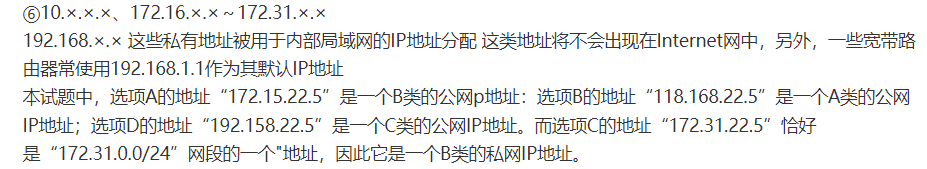 ⑥10.×.×.×、172.16.×.×～172.31.×.×
192.168.×.× 这些私有地址被用于内部局域网的IP地址分配 这类地址将不会出现在Internet网中，另外，一些宽带路
由器常使用192.168.1.1作为其默认IP地址
本试题中，选项A的地址“172.15.22.5”是一个B类的公网p地址：选项B的地址“118.168.22.5”是一个A类的公网
IP地址；选项D的地址“192.158.22.5”是一个C类的公网IP地址。而选项C的地址“172.31.22.5”恰好
是“172.31.0.0/24”网段的一个"地址，因此它是一个B类的私网IP地址。